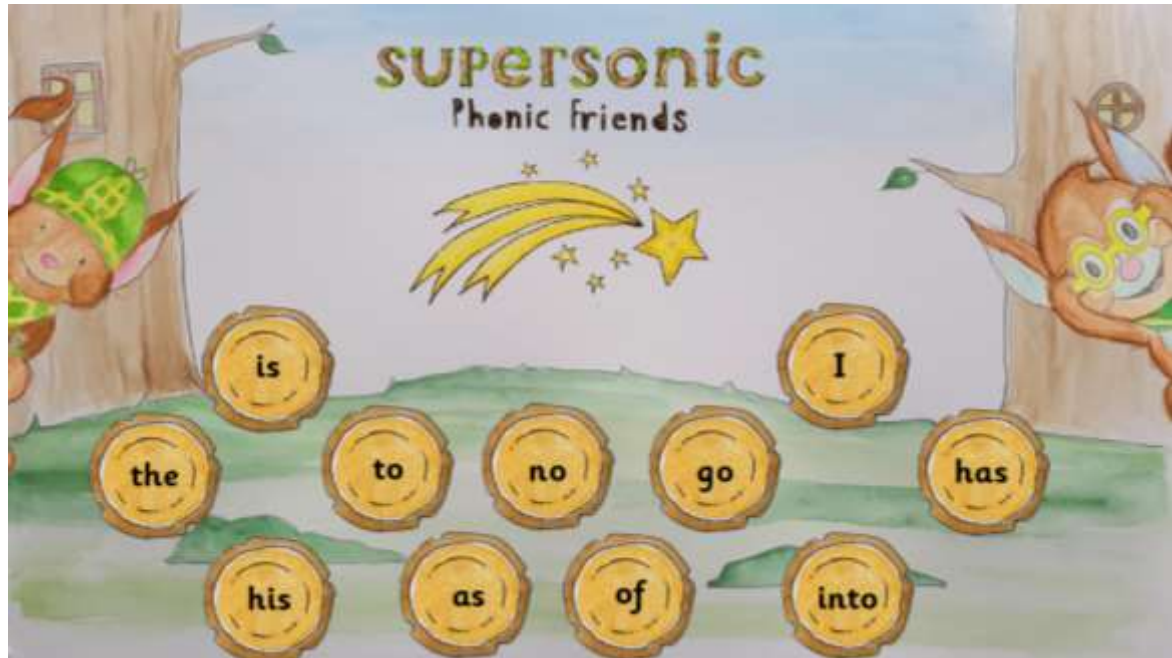 supersonic
Phonic Friends
is I
the to no go has
his as of into